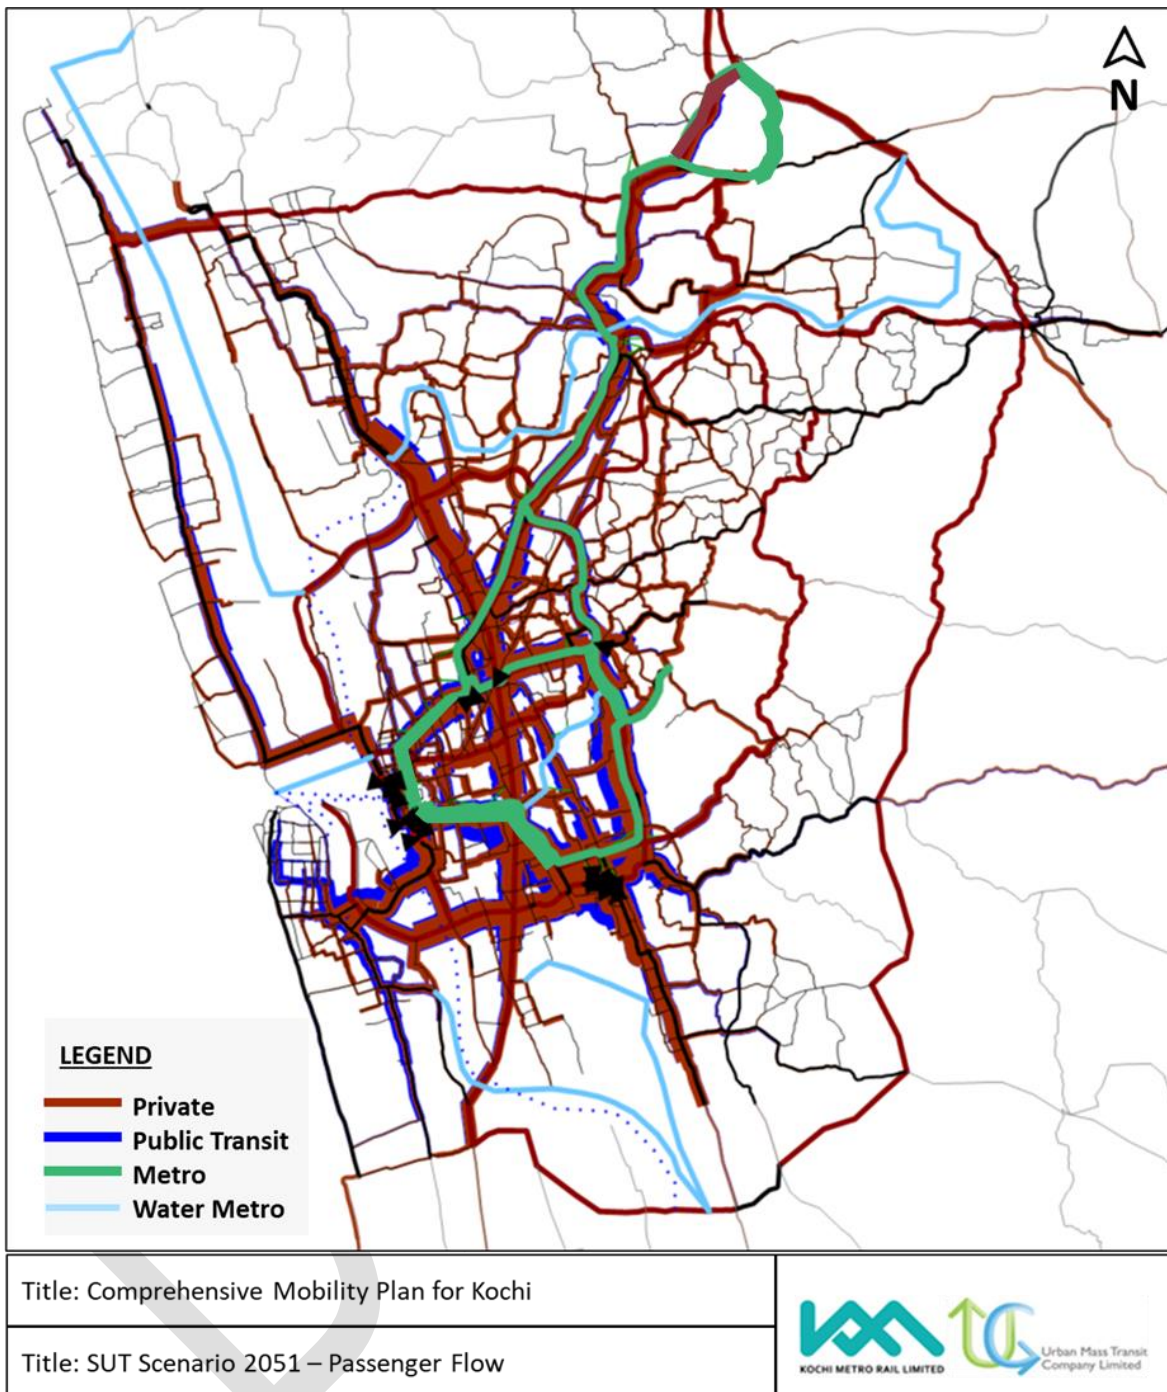 N
LEGEND
Private
Public Transit
Metro
Water Metro
Title: Comprehensive Mobility Plan for Kochi
Title: SUT Scenario 2051 – Passenger Flow
KOCHI METRO RAIL LIMITED
Urban Mass Transit
Company Limited